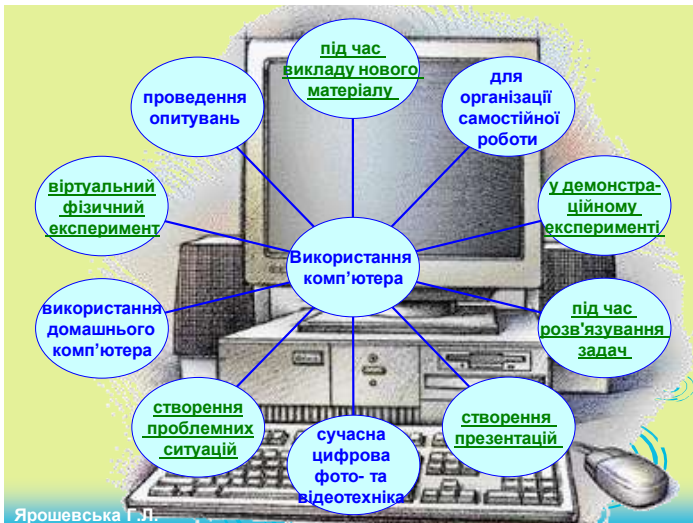 під час
викладу нового
матеріалу
для
організації
самостійної
роботи
проведення
опитувань
віртуальний
фізичний
експеримент
у демонстра-
ційному
експерименті
Використання
комп’ютера
використання
домашнього
комп’ютера
під час
розв'язування
задач
створення
проблемних
ситуацій
сучасна
цифрова
фото- та
відеотехніка
створення
презентацій
Ярошевська Г.Л.